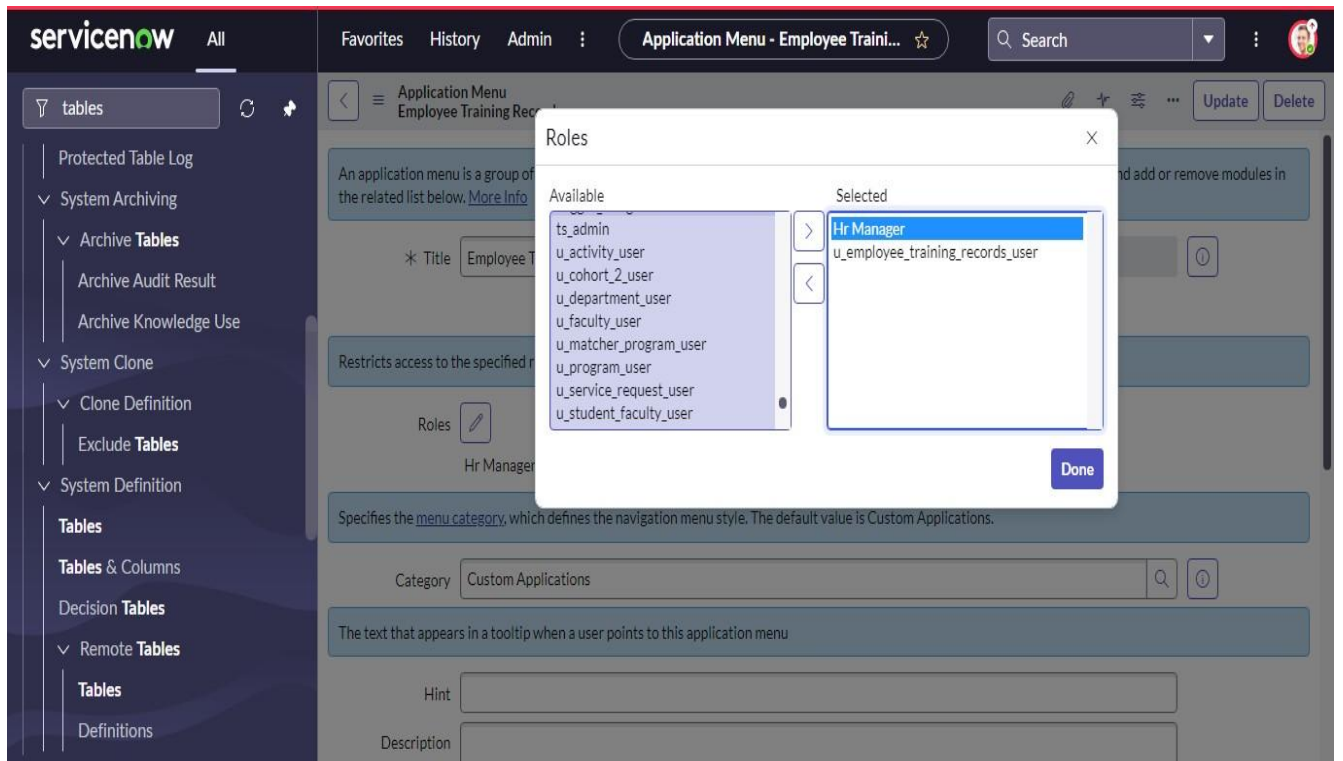 servicenow All Favorites History Admin Application Menu - Employee Traini... Search
tables
Protected Table Log
System Archiving
Archive Tables
Archive Audit Result
Archive Knowledge Use
System Clone
Clone Definition
Exclude Tables
System Definition
Tables
Tables & Columns
Decision Tables
Remote Tables
Tables
Definitions
Application Menu
Employee Training Rec
Update Delete
An application menu is a group of
nd add or remove modules in
the related list below. More Info
* Title Employee T
Restricts access to the specified r
Roles
Hr Manager
Specifies the menu category, which defines the navigation menu style. The default value is Custom Applications.
Category Custom Applications
The text that appears in a tooltip when a user points to this application menu
Hint
Description
Roles X
Available
ts_admin
u_activity_user
u_cohort_2_user
u_department_user
u_faculty_user
u_matcher_program_user
u_program_user
u_service_request_user
u_student_faculty_user
>
<
Selected
Hr Manager
u_employee_training_records_user
Done